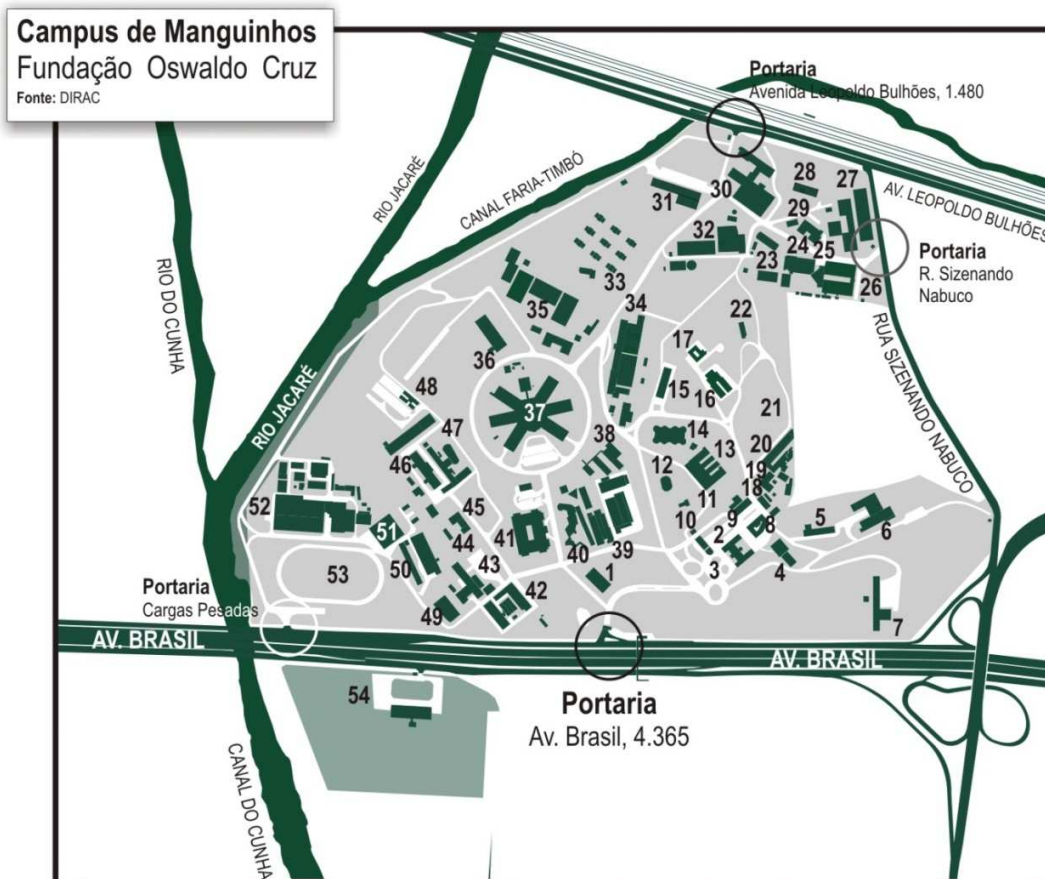 Campus de Manguinhos
Fundação Oswaldo Cruz
Fonte: DIRAC
Portaria
Avenida Leopoldo Bulhões, 1.480
RIO JACARÉ
CANAL FARIA-TIMBÓ
RIO DO CUNHA
AV. LEOPOLDO BULHÕES
Portaria
R. Sizenando
Nabuco
RUA SIZENANDO NABUCO
RIO JACARÉ
28
27
31
30
29
32
24
25
23
26
33
35
34
22
36
17
15
16
48
37
21
47
38
14
13
20
46
12
19
18
52
45
11
10
9
8
5
6
51
44
41
40
39
2
50
43
1
3
4
53
42
49
7
Portaria
Cargas Pesadas
AV. BRASIL
AV. BRASIL
54
Portaria
Av. Brasil, 4.365
CANAL DO CUNHA